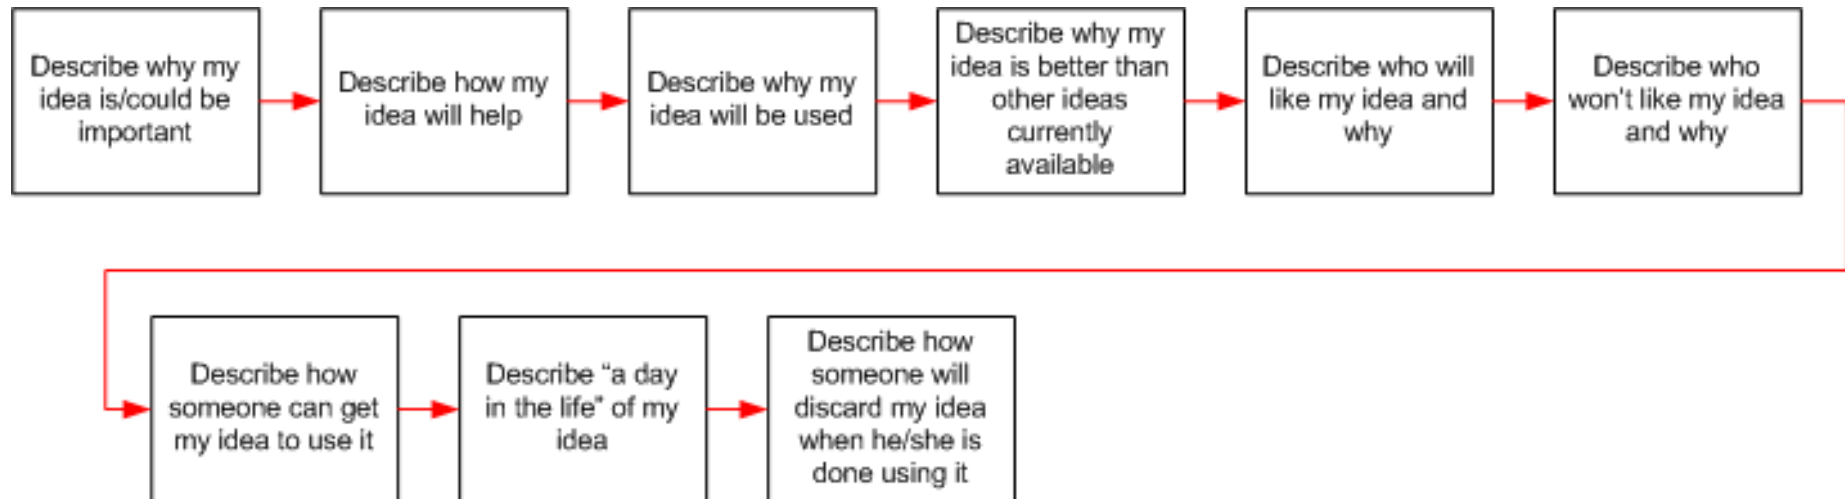 Describe why my
idea is/could be
important
Describe how my
idea will help
Describe why my
idea will be used
Describe why my
idea is better than
other ideas
currently
available
Describe who will
like my idea and
why
Describe who
won't like my idea
and why
Describe how
someone can get
my idea to use it
Describe “a day
in the life” of my
idea
Describe how
someone will
discard my idea
when he/she is
done using it